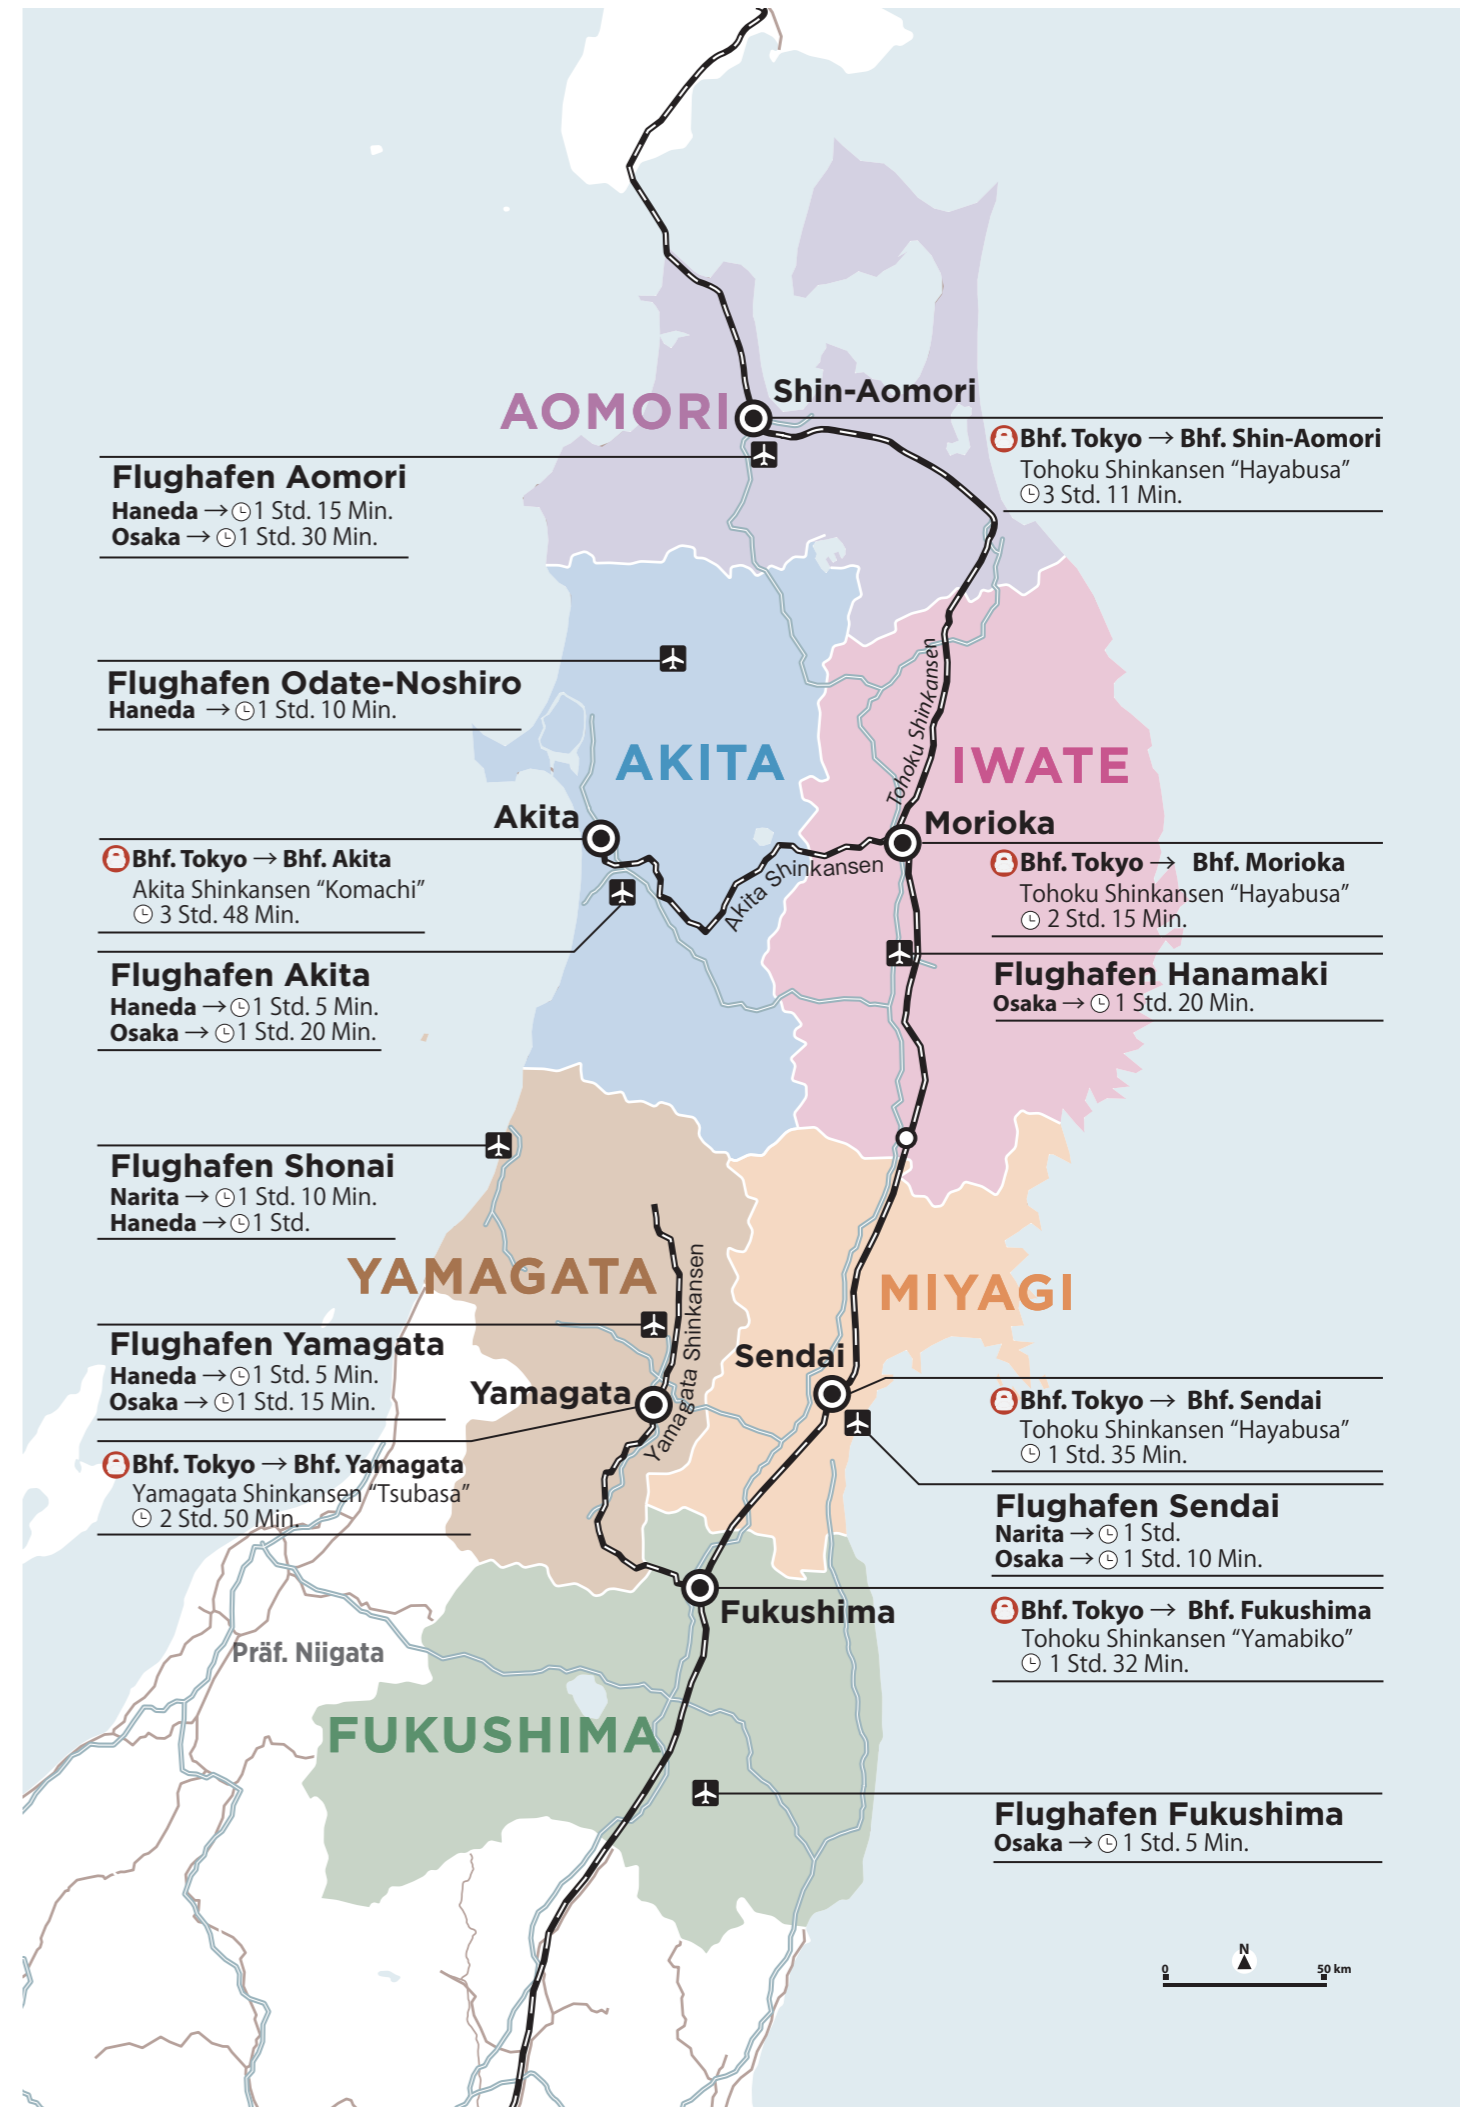 Shin-Aomori
AOMORI
Bhf. Tokyo → Bhf. Shin-Aomori
Tohoku Shinkansen “Hayabusa”
3 Std. 11 Min.
Flughafen Aomori
Haneda → 1 Std. 15 Min.
Osaka → 1 Std. 30 Min.
Flughafen Odate-Noshiro
Haneda → 1 Std. 10 Min.
Tohoku Shinkansen
AKITA
IWATE
Akita
Morioka
Bhf. Tokyo → Bhf. Akita
Akita Shinkansen “Komachi”
3 Std. 48 Min.
Akita Shinkansen
Bhf. Tokyo → Bhf. Morioka
Tohoku Shinkansen “Hayabusa”
2 Std. 15 Min.
Flughafen Akita
Haneda → 1 Std. 5 Min.
Osaka → 1 Std. 20 Min.
Flughafen Hanamaki
Osaka → 1 Std. 20 Min.
Flughafen Shonai
Narita → 1 Std. 10 Min.
Haneda → 1 Std.
YAMAGATA
MIYAGI
Yamagata Shinkansen
Flughafen Yamagata
Haneda → 1 Std. 5 Min.
Osaka → 1 Std. 15 Min.
Sendai
Yamagata
Bhf. Tokyo → Bhf. Sendai
Tohoku Shinkansen “Hayabusa”
1 Std. 35 Min.
Bhf. Tokyo → Bhf. Yamagata
Yamagata Shinkansen “Tsubasa”
2 Std. 50 Min.
Flughafen Sendai
Narita → 1 Std.
Osaka → 1 Std. 10 Min.
Fukushima
Bhf. Tokyo → Bhf. Fukushima
Tohoku Shinkansen “Yamabiko”
1 Std. 32 Min.
Präf. Niigata
FUKUSHIMA
Flughafen Fukushima
Osaka → 1 Std. 5 Min.
N
0 50 km